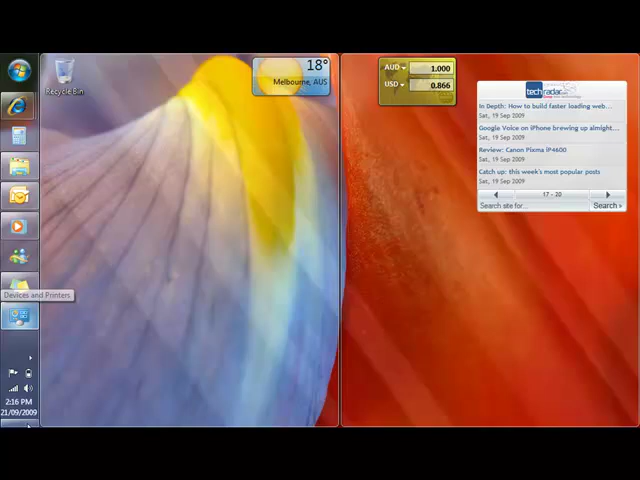 Recycle Bin
18°
Melbourne, AUS
AUD 1.000
USD 0.866
techradar.com
In Depth: How to build faster loading web...
Sat, 19 Sep 2009
Google Voice on iPhone brewing up almight...
Sat, 19 Sep 2009
Review: Canon Pixma iP4600
Sat, 19 Sep 2009
Catch up: this week's most popular posts
Sat, 19 Sep 2009
17 - 20
Search site for...
Search
Devices and Printers
2:16 PM
21/09/2009